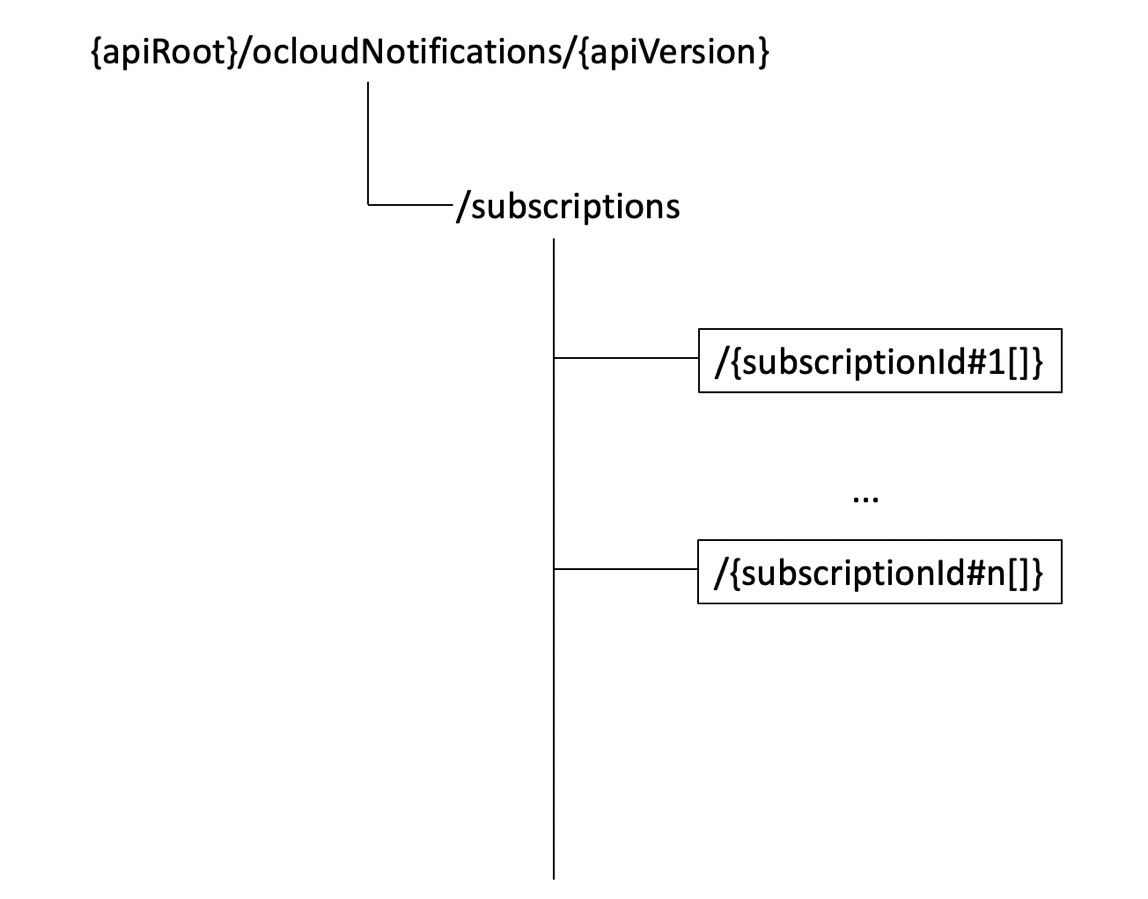 {apiRoot}/ocloudNotifications/{apiVersion}
/subscriptions
/{subscriptionId#1[]}
...
/{subscriptionId#n[]}